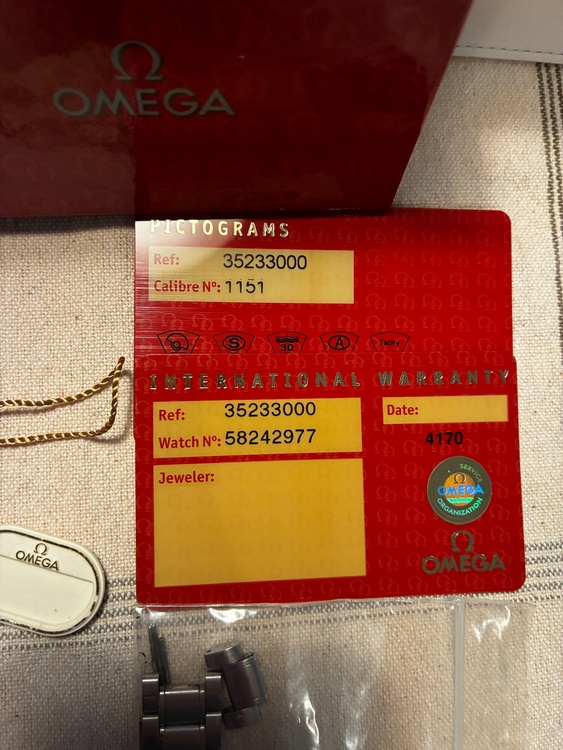 Ω
OMEGA
PICTOGRAMS
Ref: 35233000
Calibre Nº: 1151
S
30
A
Tachy
INTERNATIONAL WARRANTY
Ref: 35233000
Watch Nº: 58242977
Date:
4170
Jeweler:
SERVICE
Ω
OMEGA
ORGANIZATION
Ω
OMEGA
Ω
OMEGA